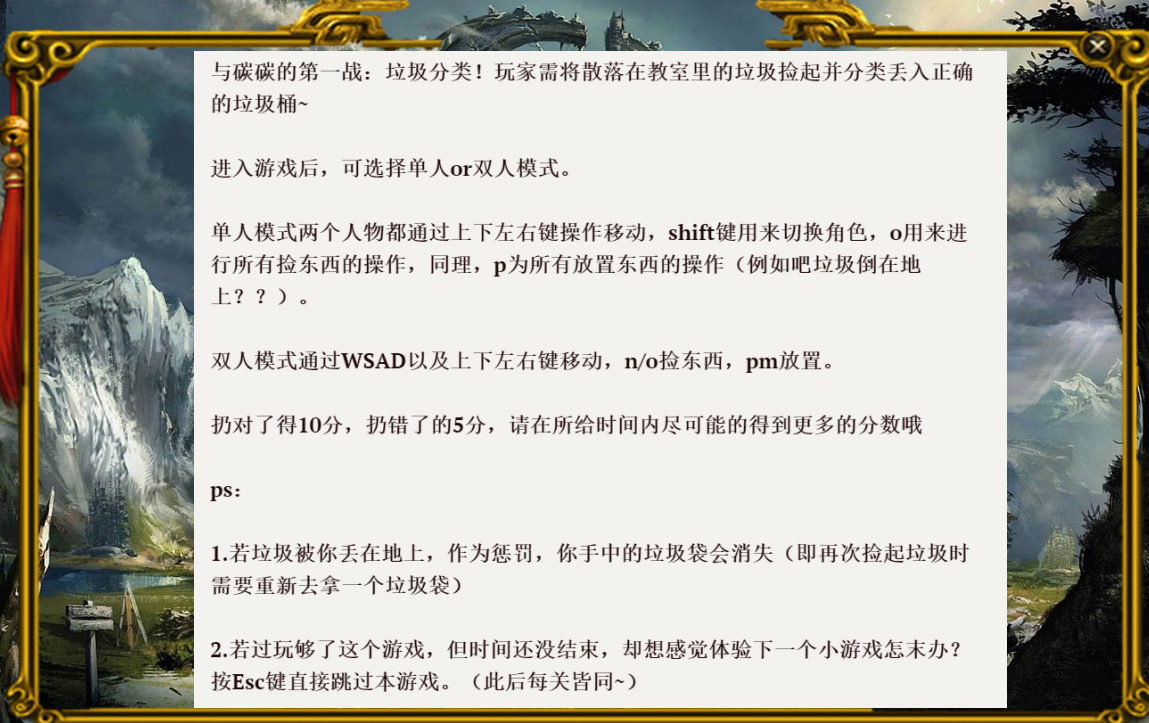 与碳碳的第一战：垃圾分类！玩家需将散落在教室里的垃圾捡起并分类丢入正确
的垃圾桶~
进入游戏后，可选择单人or双人模式。
单人模式两个人物都通过上下左右键操作移动，shift键用来切换角色，o用来进
行所有捡东西的操作，同理，p为所有放置东西的操作（例如吧垃圾倒在地
上？？）。
双人模式通过WSAD以及上下左右键移动，n/o捡东西，pm放置。
扔对了得10分，扔错了的5分，请在所给时间内尽可能的得到更多的分数哦
ps：
1.若垃圾被你丢在地上，作为惩罚，你手中的垃圾袋会消失（即再次捡起垃圾时
需要重新去拿一个垃圾袋）
2.若过玩够了这个游戏，但时间还没结束，却想感觉体验下一个小游戏怎末办？
按Esc键直接跳过本游戏。（此后每关皆同~）